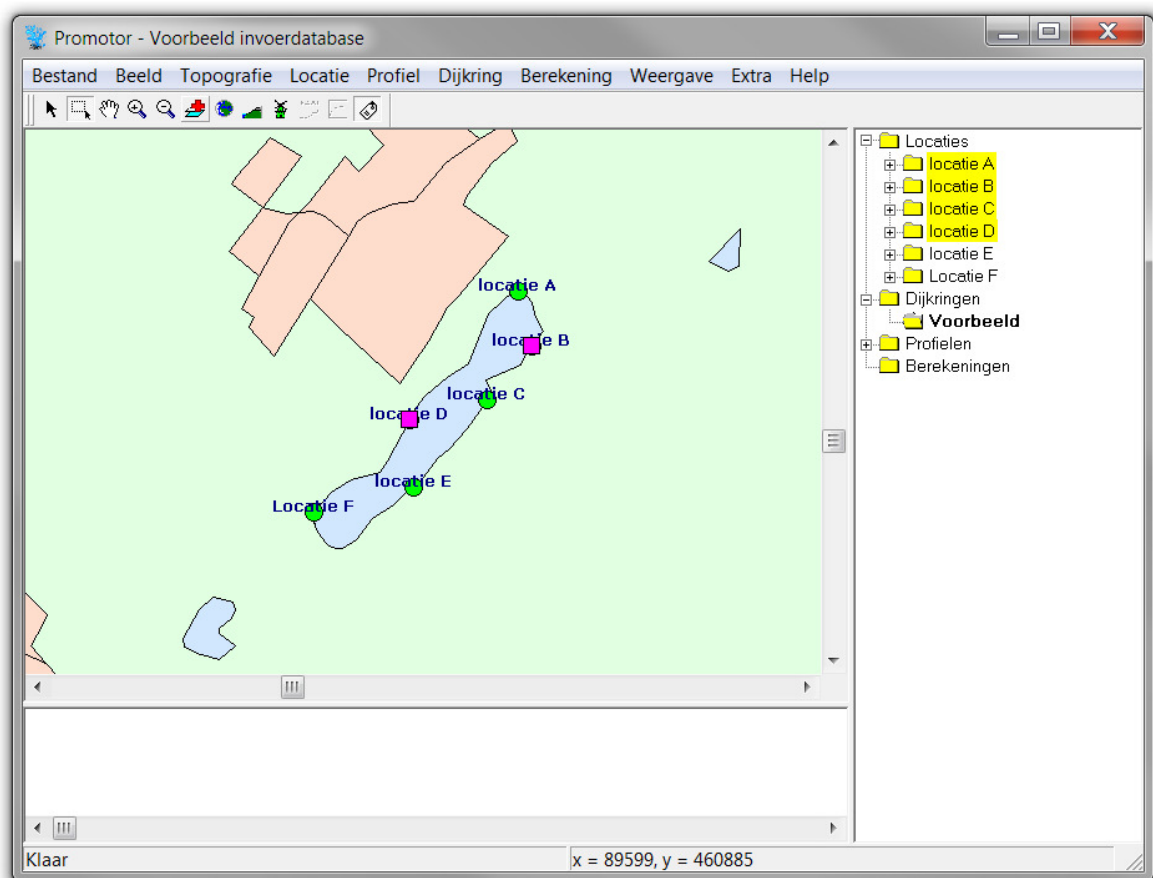 Promotor - Voorbeeld invoerdatabase
Bestand Beeld Topografie Locatie Profiel Dijkring Berekening Weergave Extra Help
locatie A
locatie B
locatie C
locatie D
locatie E
Locatie F
Locaties
locatie A
locatie B
locatie C
locatie D
locatie E
Locatie F
Dijkringen
Voorbeeld
Profielen
Berekeningen
Klaar
x = 89599, y = 460885